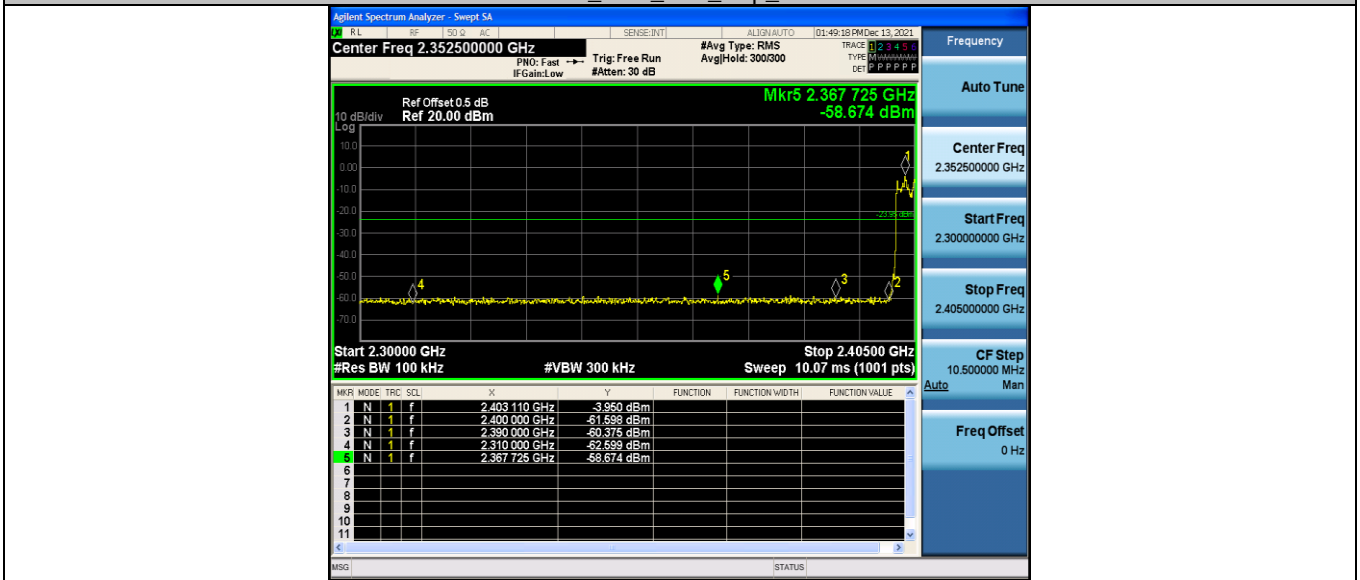 Agilent Spectrum Analyzer - Swept SA
RL RF 50 Ω AC SENSE:INT ALIGNAUTO 01:49:18 PM Dec 13, 2021
Center Freq 2.352500000 GHz #Avg Type: RMS TRACE 1 2 3 4 5 6
PNO: Fast Trig: Free Run Avg|Hold: 300/300 TYPE M
IFGain:Low #Atten: 30 dB DET P P P P P P
Mkr5 2.367 725 GHz
-58.674 dBm
Ref Offset 0.5 dB
10 dB/div Ref 20.00 dBm
Log
10.0
0.00
-10.0
-20.0
-30.0
-40.0
-50.0
-60.0
-70.0
-23.95 dBm
1
4
5
3
2
Start 2.30000 GHz Stop 2.40500 GHz
#Res BW 100 kHz #VBW 300 kHz Sweep 10.07 ms (1001 pts)
MKR MODE TRC SCL X Y FUNCTION FUNCTION WIDTH FUNCTION VALUE
1 N 1 f 2.403 110 GHz -3.950 dBm
2 N 1 f 2.400 000 GHz -61.598 dBm
3 N 1 f 2.390 000 GHz -60.375 dBm
4 N 1 f 2.310 000 GHz -62.599 dBm
5 N 1 f 2.367 725 GHz -58.674 dBm
6
7
8
9
10
11
MSG STATUS
Frequency
Auto Tune
Center Freq
2.352500000 GHz
Start Freq
2.300000000 GHz
Stop Freq
2.405000000 GHz
CF Step
10.500000 MHz
Auto Man
Freq Offset
0 Hz